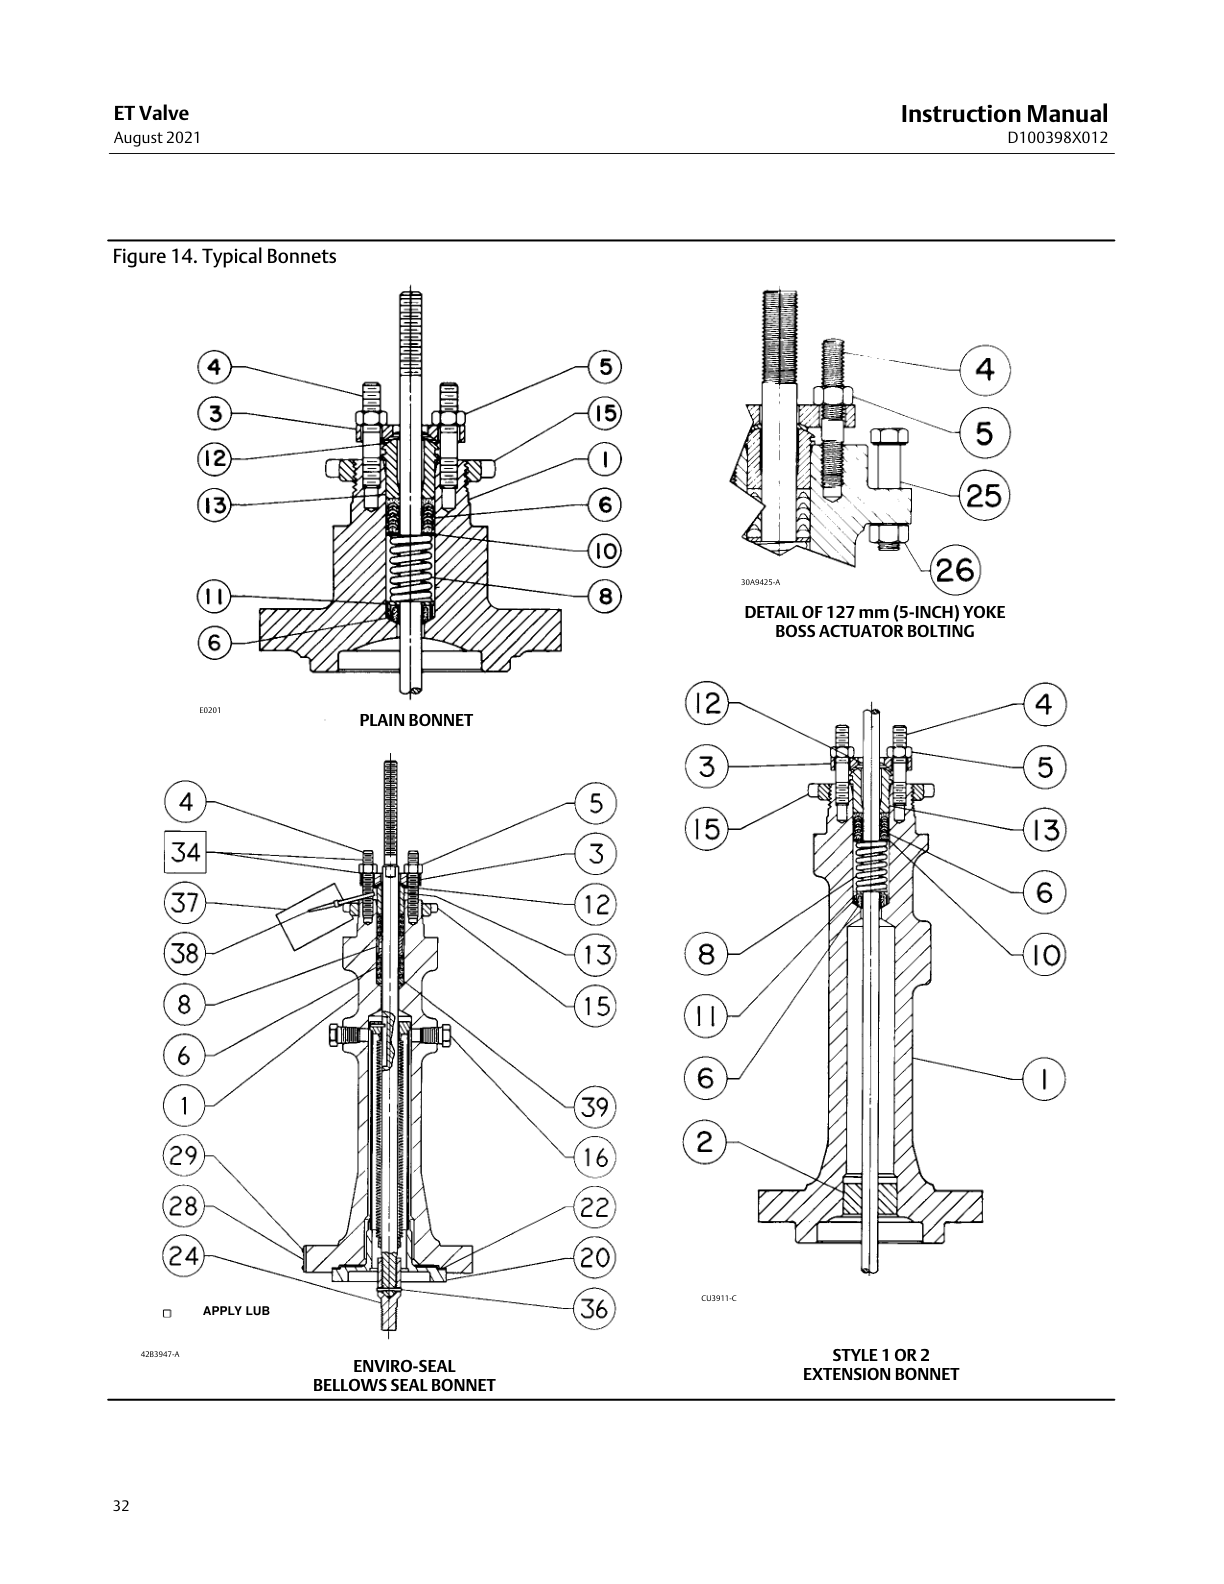 ET Valve
August 2021
Instruction Manual
D100398X012
Figure 14. Typical Bonnets
4
3
12
13
11
6
5
15
1
6
10
8
E0201
PLAIN BONNET
4
5
25
26
30A9425-A
DETAIL OF 127 mm (5-INCH) YOKE
BOSS ACTUATOR BOLTING
4
34
37
38
8
6
1
29
28
24
5
3
12
13
15
39
16
22
20
36
APPLY LUB
42B3947-A
ENVIRO-SEAL
BELLOWS SEAL BONNET
12
3
15
8
11
6
2
4
5
13
6
10
1
CU3911-C
STYLE 1 OR 2
EXTENSION BONNET
32